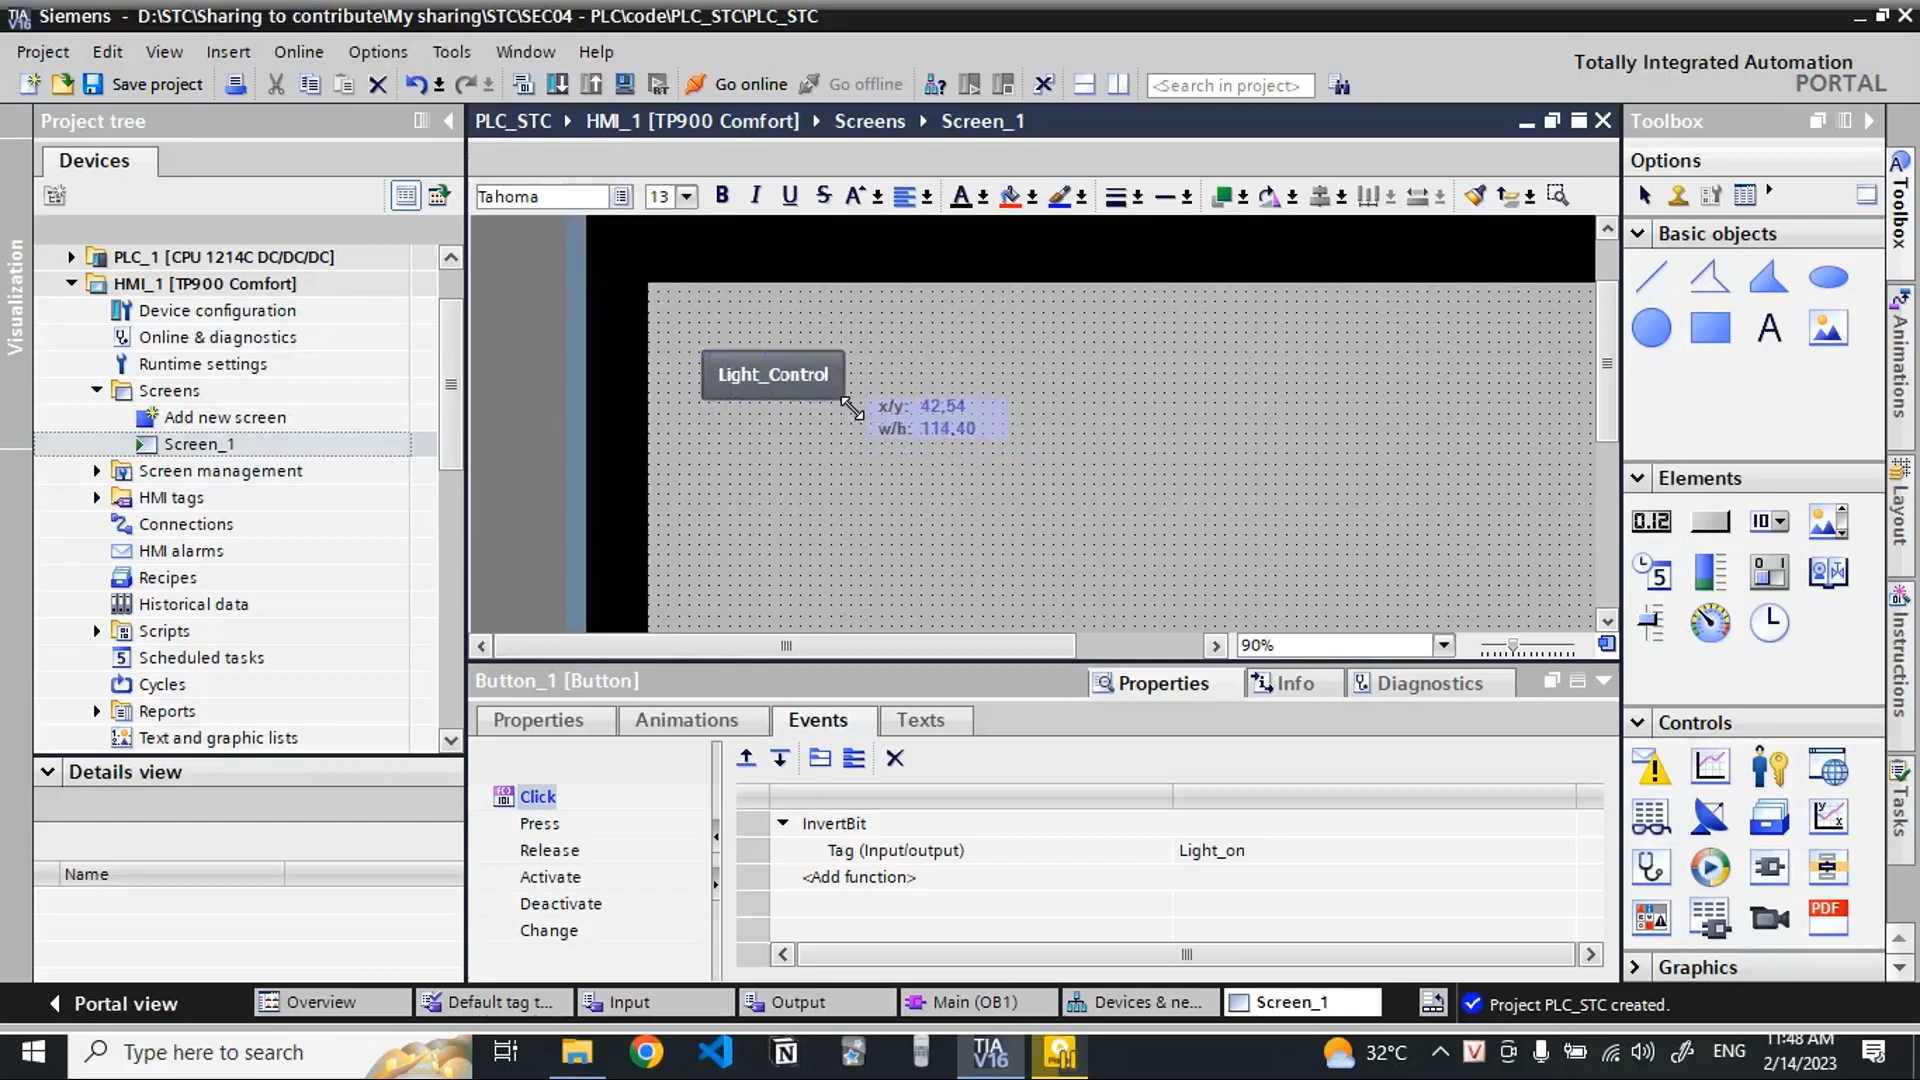 TIA V16 Siemens - D:\STC\Sharing to contribute\My sharing\STC\SEC04 - PLC\code\PLC_STC\PLC_STC
Project Edit View Insert Online Options Tools Window Help
Totally Integrated Automation
PORTAL
Save project
Go online
Go offline
<Search in project>
Project tree
PLC_STC HMI_1 [TP900 Comfort] Screens Screen_1
Toolbox
Devices
Options
Tahoma
13
B I U S A A
Basic objects
PLC_1 [CPU 1214C DC/DC/DC]
HMI_1 [TP900 Comfort]
Device configuration
Online & diagnostics
Runtime settings
Screens
Add new screen
Screen_1
Screen management
HMI tags
Connections
HMI alarms
Recipes
Historical data
Scripts
Scheduled tasks
Cycles
Reports
Text and graphic lists
Light_Control
x/y: 42,54
w/h: 114,40
90%
A
Elements
0.12
10
5
Controls
PDF
Graphics
Visualization
Toolbox
Animations
Layout
Instructions
Tasks
Button_1 [Button]
Properties Info Diagnostics
Properties Animations Events Texts
Click
Press
Release
Activate
Deactivate
Change
InvertBit
Tag (Input/output) Light_on
<Add function>
Details view
Name
Portal view
Overview
Default tag t...
Input
Output
Main (OB1)
Devices & ne...
Screen_1
Project PLC_STC created.
Type here to search
TIA V16
32°C
V
ENG
11:48 AM
2/14/2023